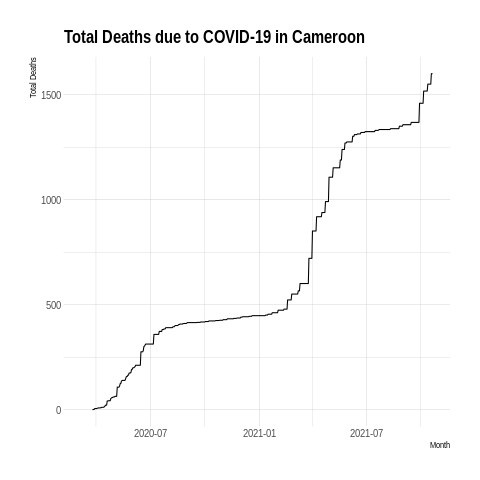 Total Deaths due to COVID-19 in Cameroon
Total Deaths
1500
1000
500
0
2020-07 2021-01 2021-07
Month